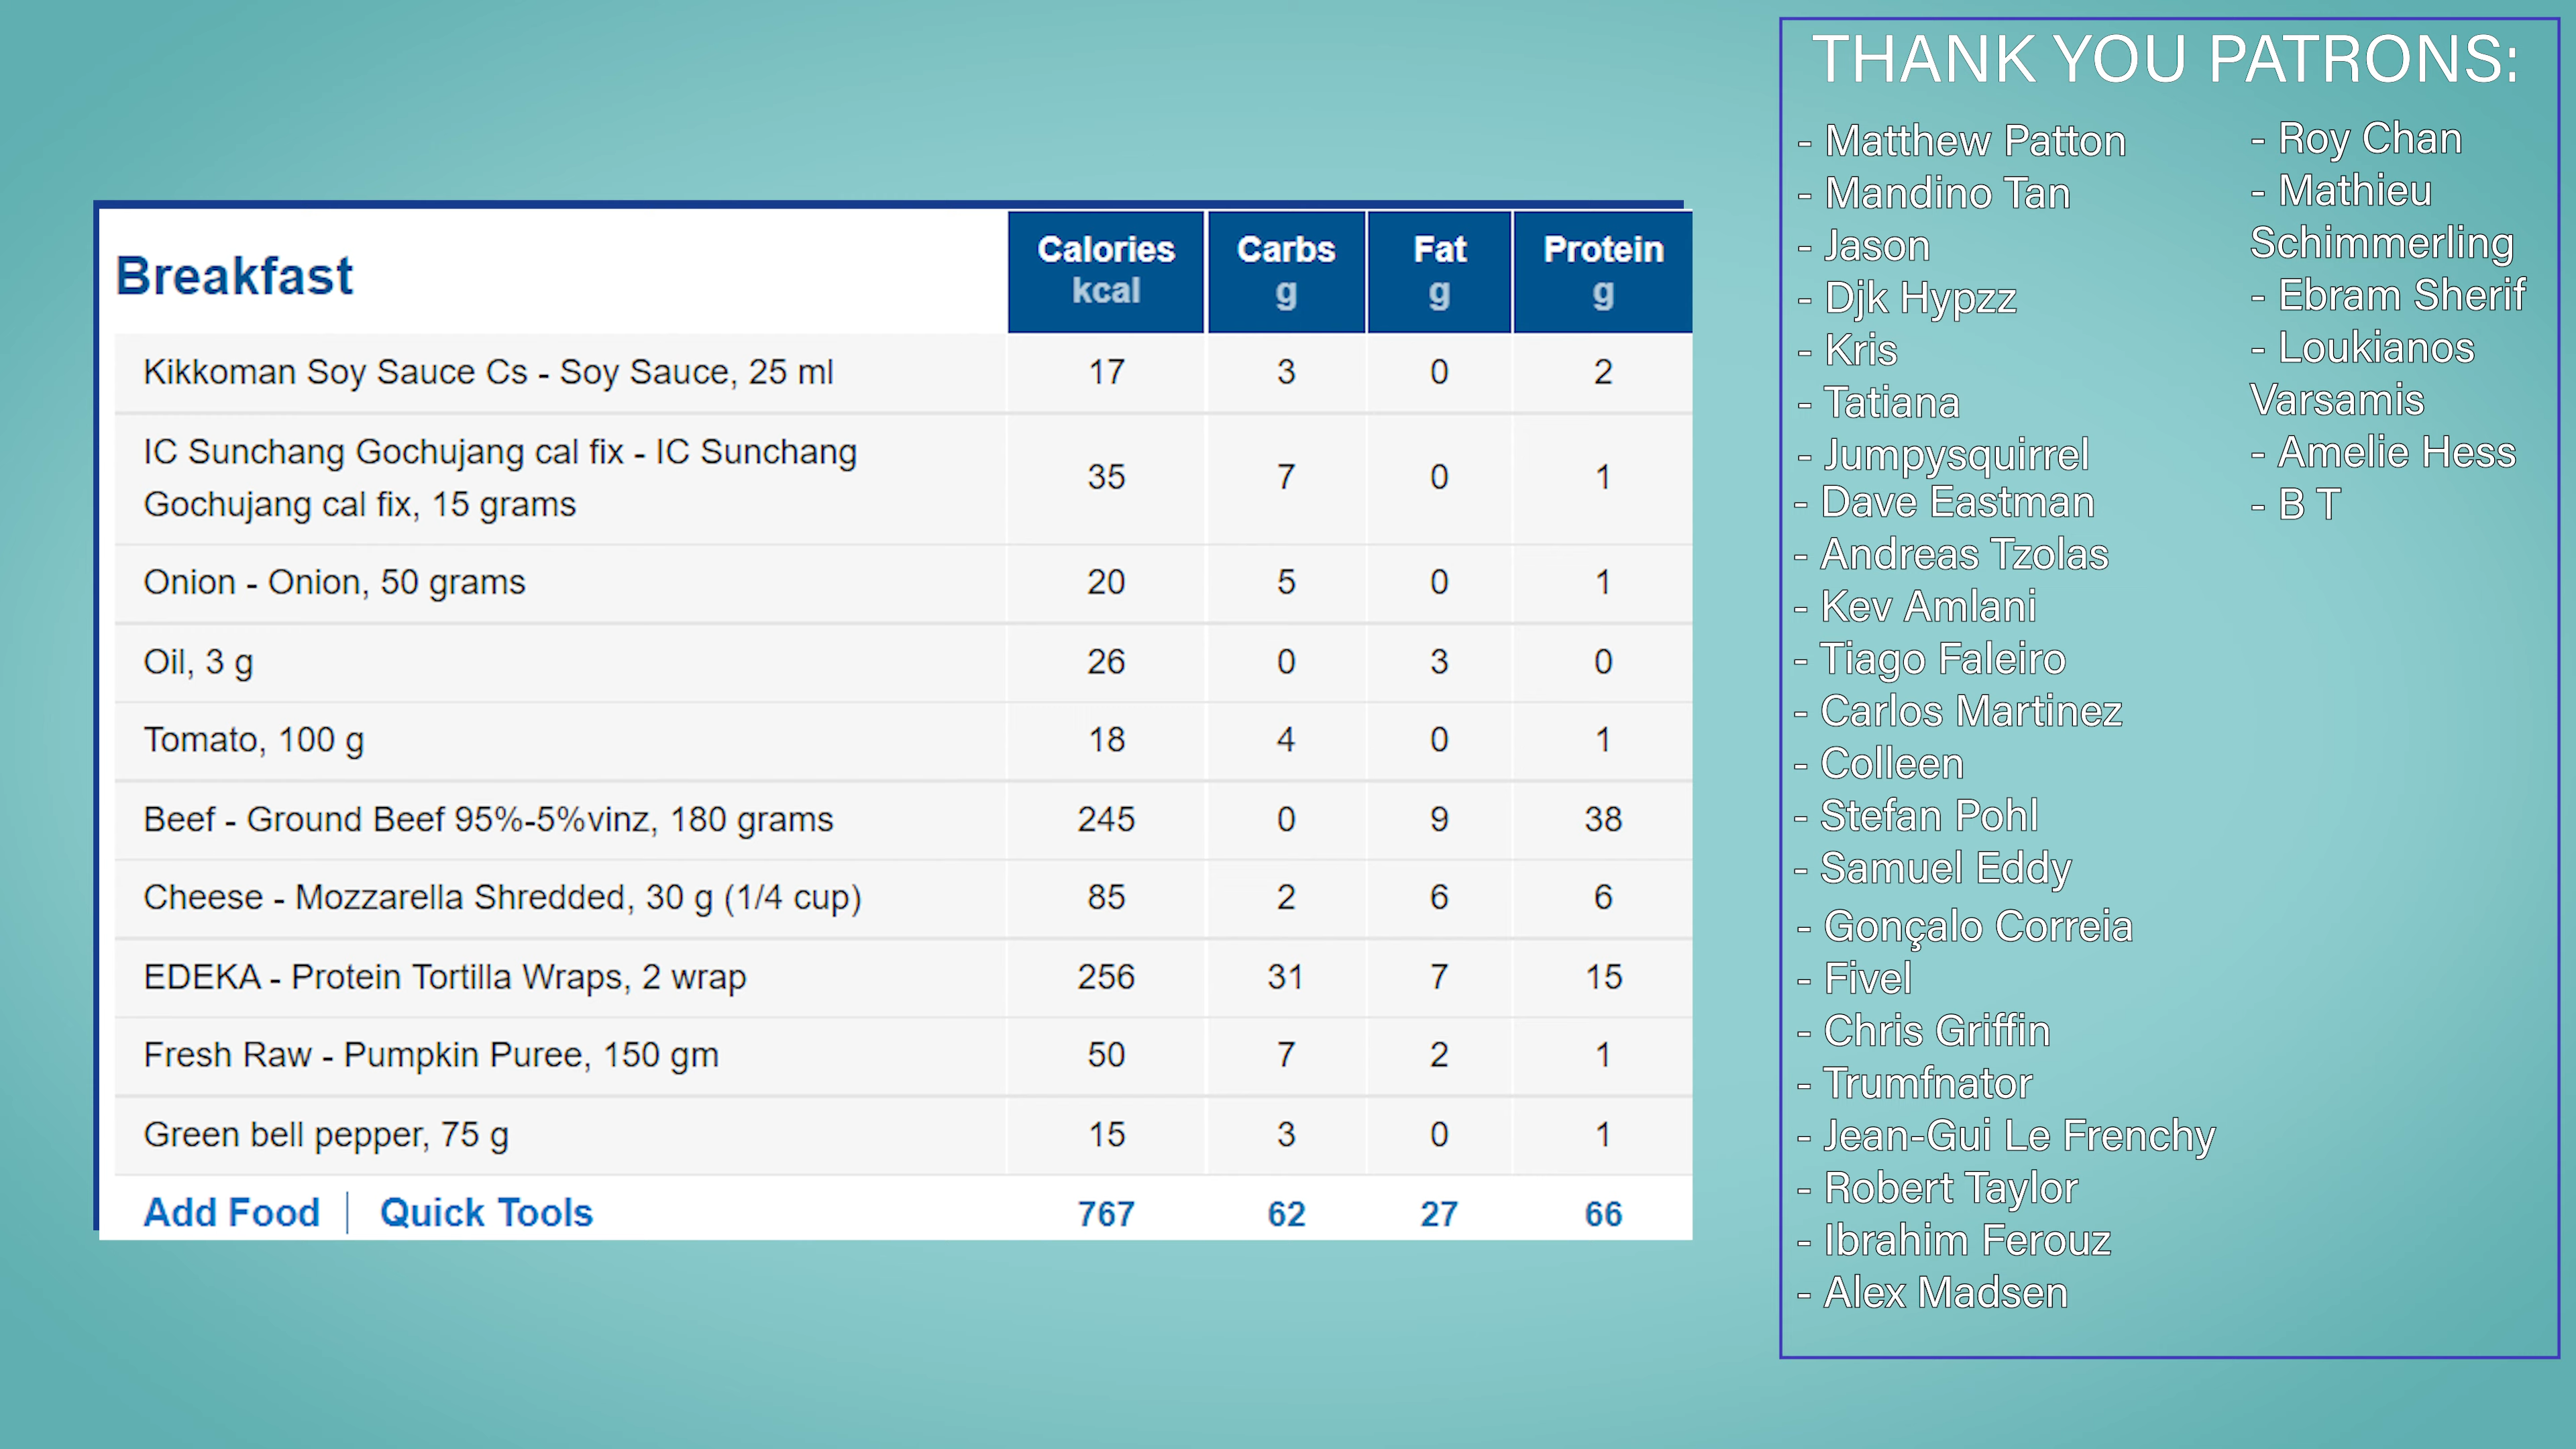 Breakfast
Calories kcal
Carbs g
Fat g
Protein g
Kikkoman Soy Sauce Cs - Soy Sauce, 25 ml 17 3 0 2
IC Sunchang Gochujang cal fix - IC Sunchang
Gochujang cal fix, 15 grams 35 7 0 1
Onion - Onion, 50 grams 20 5 0 1
Oil, 3 g 26 0 3 0
Tomato, 100 g 18 4 0 1
Beef - Ground Beef 95%-5%vinz, 180 grams 245 0 9 38
Cheese - Mozzarella Shredded, 30 g (1/4 cup) 85 2 6 6
EDEKA - Protein Tortilla Wraps, 2 wrap 256 31 7 15
Fresh Raw - Pumpkin Puree, 150 gm 50 7 2 1
Green bell pepper, 75 g 15 3 0 1
Add Food | Quick Tools 767 62 27 66
THANK YOU PATRONS:
- Matthew Patton
- Mandino Tan
- Jason
- Djk Hypzz
- Kris
- Tatiana
- Jumpysquirrel
- Dave Eastman
- Andreas Tzolas
- Kev Amlani
- Tiago Faleiro
- Carlos Martinez
- Colleen
- Stefan Pohl
- Samuel Eddy
- Gonçalo Correia
- Fivel
- Chris Griffin
- Trumfnator
- Jean-Gui Le Frenchy
- Robert Taylor
- Ibrahim Ferouz
- Alex Madsen
- Roy Chan
- Mathieu
Schimmerling
- Ebram Sherif
- Loukianos
Varsamis
- Amelie Hess
- B T